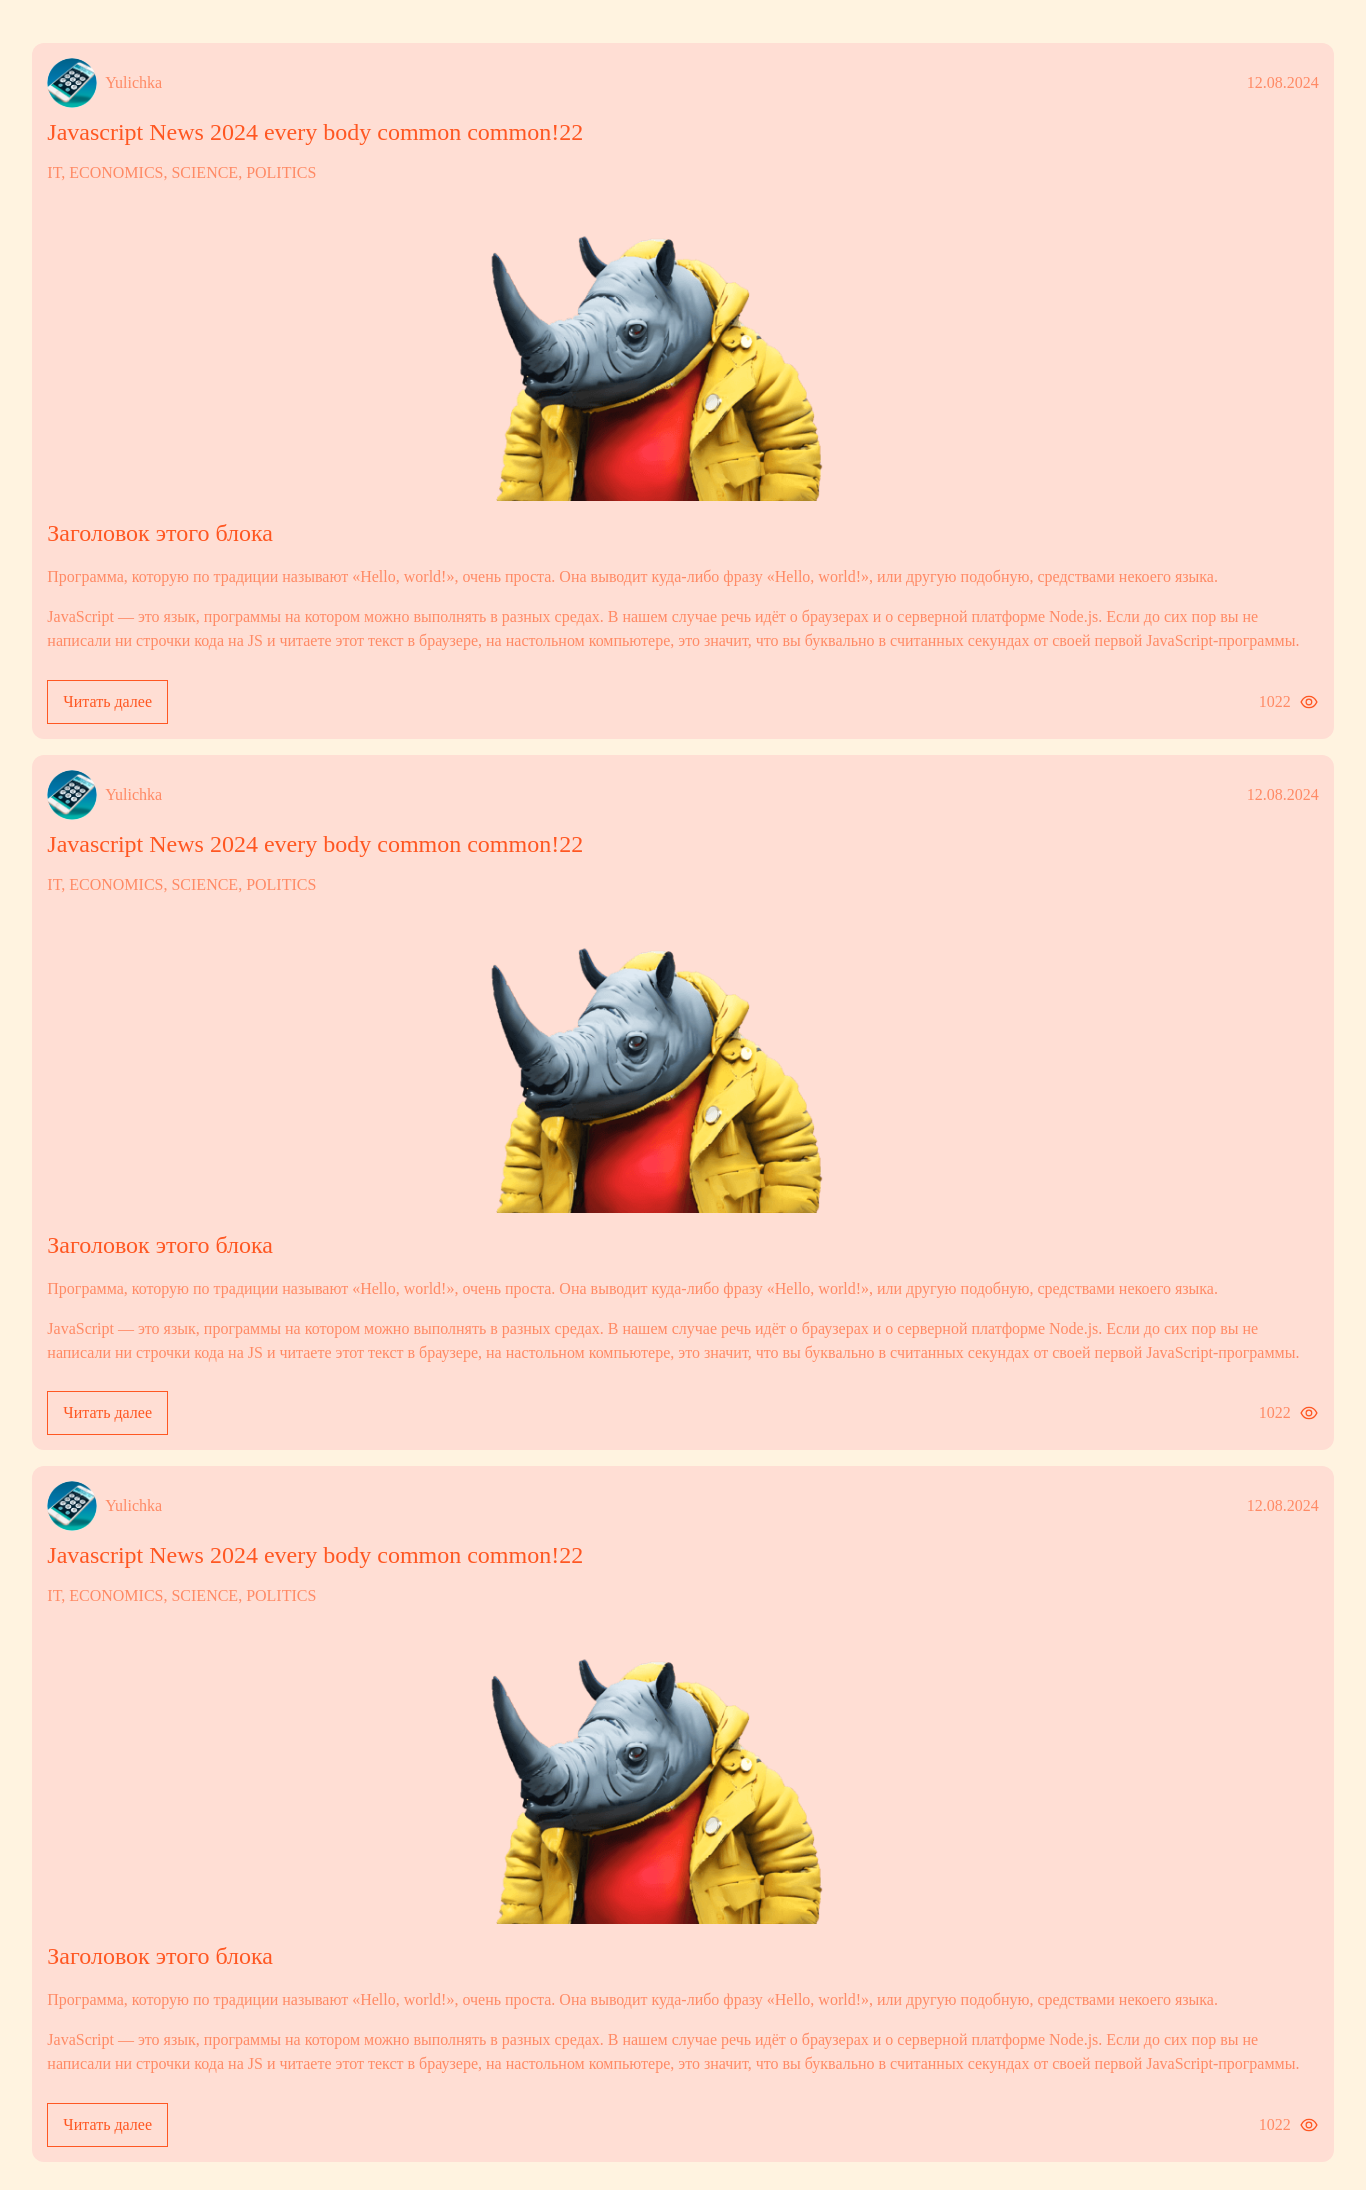 Yulichka
12.08.2024
Javascript News 2024 every body common common!22
IT, ECONOMICS, SCIENCE, POLITICS
Заголовок этого блока
Программа, которую по традиции называют «Hello, world!», очень проста. Она выводит куда-либо фразу «Hello, world!», или другую подобную, средствами некоего языка.
JavaScript — это язык, программы на котором можно выполнять в разных средах. В нашем случае речь идёт о браузерах и о серверной платформе Node.js. Если до сих пор вы не
написали ни строчки кода на JS и читаете этот текст в браузере, на настольном компьютере, это значит, что вы буквально в считанных секундах от своей первой JavaScript-программы.
Читать далее
1022
Yulichka
12.08.2024
Javascript News 2024 every body common common!22
IT, ECONOMICS, SCIENCE, POLITICS
Заголовок этого блока
Программа, которую по традиции называют «Hello, world!», очень проста. Она выводит куда-либо фразу «Hello, world!», или другую подобную, средствами некоего языка.
JavaScript — это язык, программы на котором можно выполнять в разных средах. В нашем случае речь идёт о браузерах и о серверной платформе Node.js. Если до сих пор вы не
написали ни строчки кода на JS и читаете этот текст в браузере, на настольном компьютере, это значит, что вы буквально в считанных секундах от своей первой JavaScript-программы.
Читать далее
1022
Yulichka
12.08.2024
Javascript News 2024 every body common common!22
IT, ECONOMICS, SCIENCE, POLITICS
Заголовок этого блока
Программа, которую по традиции называют «Hello, world!», очень проста. Она выводит куда-либо фразу «Hello, world!», или другую подобную, средствами некоего языка.
JavaScript — это язык, программы на котором можно выполнять в разных средах. В нашем случае речь идёт о браузерах и о серверной платформе Node.js. Если до сих пор вы не
написали ни строчки кода на JS и читаете этот текст в браузере, на настольном компьютере, это значит, что вы буквально в считанных секундах от своей первой JavaScript-программы.
Читать далее
1022